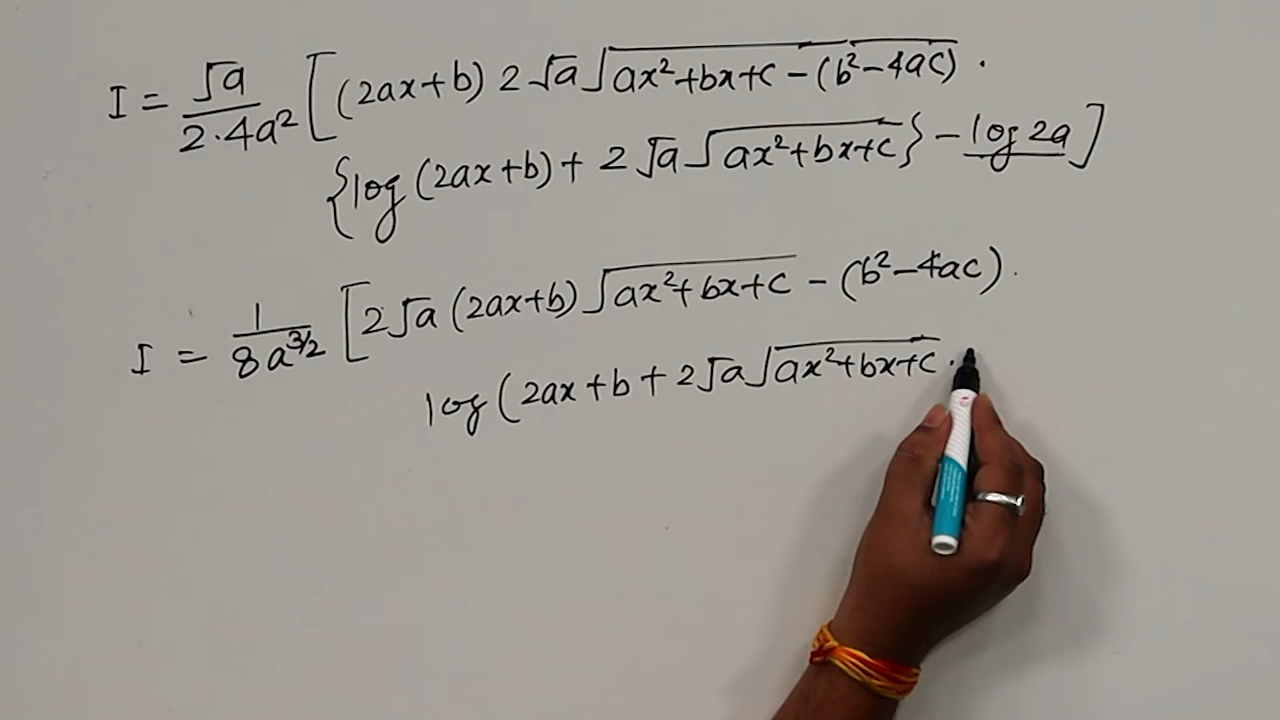 I = √a/2·4a² [(2ax+b) 2√a√ax²+bx+c-(b²-4ac) ·
{log(2ax+b)+ 2√a√ax²+bx+c} - log 2a]
I = 1/8a^3/2 [2√a (2ax+b)√ax²+bx+c - (b²-4ac) ·
log(2ax+b+2√a√ax²+bx+c ·